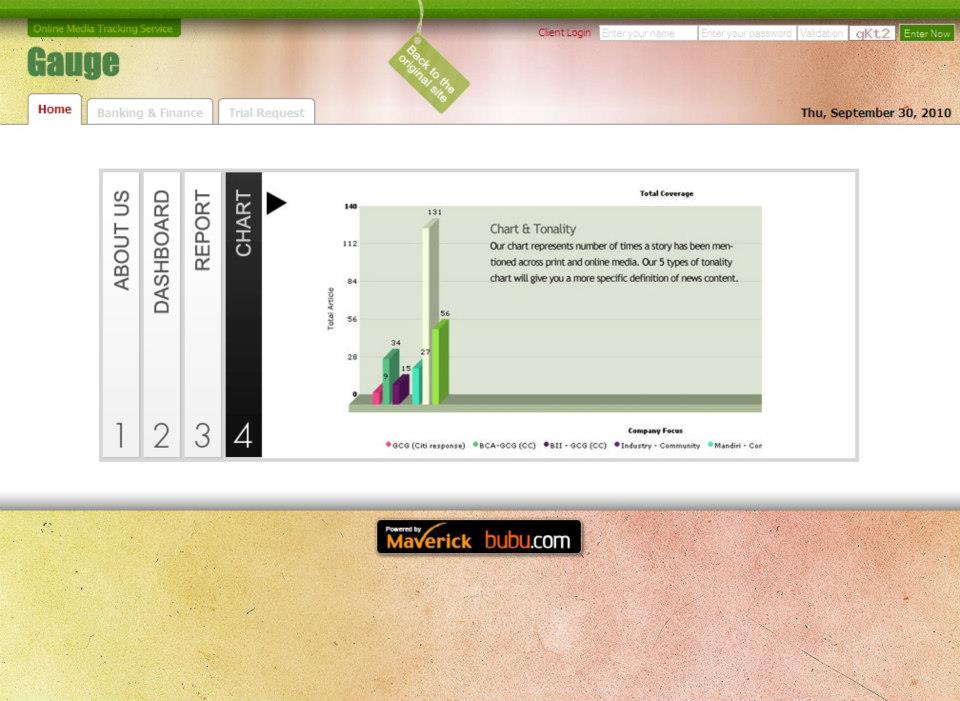 Online Media Tracking Service
Gauge
Back to the
original site
Client Login
Enter your name
Enter your password
Validation
qKt2
Enter Now
Home
Banking & Finance
Trial Request
Thu, September 30, 2010
ABOUT US
1
DASHBOARD
2
REPORT
3
CHART
4
Total Coverage
Chart & Tonality
Our chart represents number of times a story has been men-
tioned across print and online media. Our 5 types of tonality
chart will give you a more specific definition of news content.
Total Article
140
112
84
56
28
0
9
34
15
27
131
56
Company Focus
GCG (Citi response)
BCA-GCG (CC)
BII - GCG (CC)
Industry - Community
Mandiri - Cor
Powered by
Maverick bubu.com